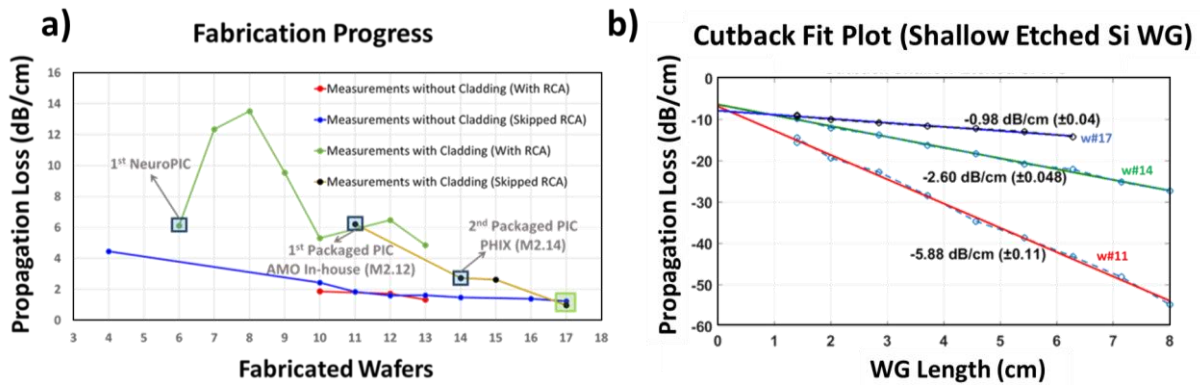 a)
Fabrication Progress
Propagation Loss (dB/cm)
16
14
12
10
8
6
4
2
0
Measurements without Cladding (With RCA)
Measurements without Cladding (Skipped RCA)
Measurements with Cladding (With RCA)
Measurements with Cladding (Skipped RCA)
1st NeuroPIC
1st Packaged PIC
AMO In-house (M2.12)
2nd Packaged PIC
PHIX (M2.14)
3 4 5 6 7 8 9 10 11 12 13 14 15 16 17 18
Fabricated Wafers
b)
Cutback Fit Plot (Shallow Etched Si WG)
Propagation Loss (dB/cm)
0
-10
-20
-30
-40
-50
-60
-0.98 dB/cm (±0.04)
w#17
w#14
-2.60 dB/cm (±0.048)
-5.88 dB/cm (±0.11)
w#11
0 1 2 3 4 5 6 7 8
WG Length (cm)